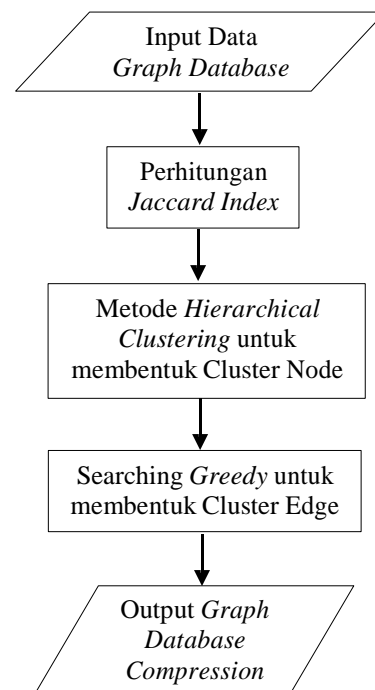 Input Data
Graph Database
Perhitungan
Jaccard Index
Metode Hierarchical
Clustering untuk
membentuk Cluster Node
Searching Greedy untuk
membentuk Cluster Edge
Output Graph
Database
Compression